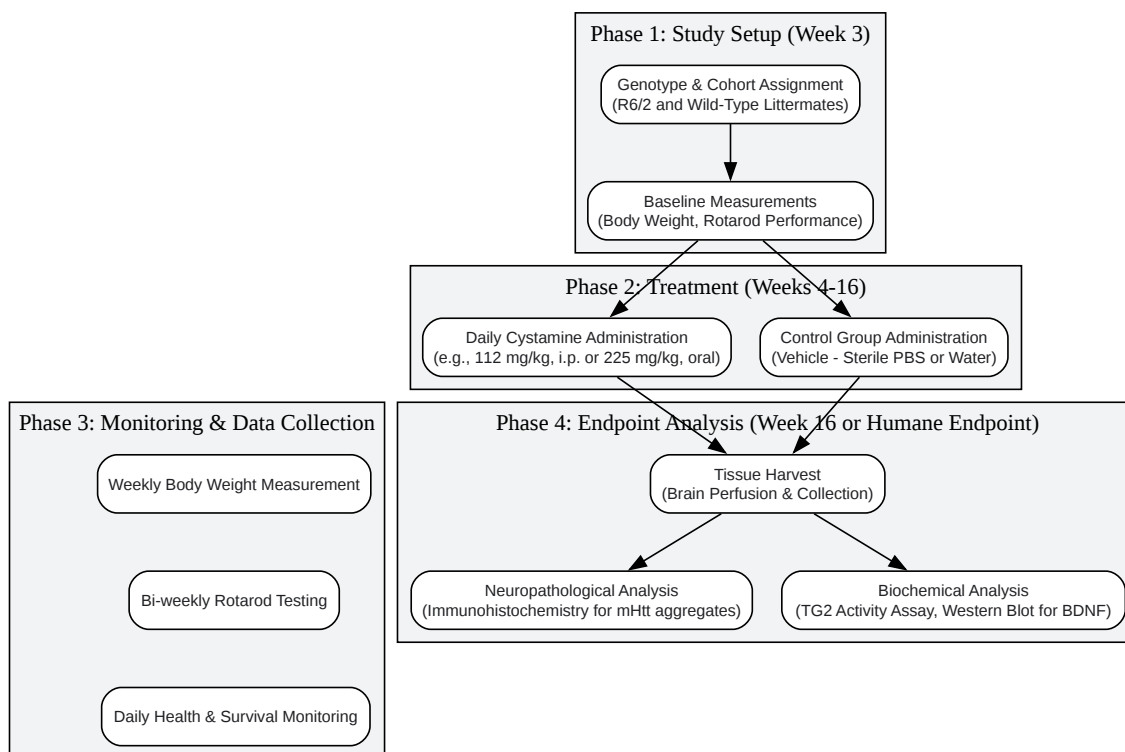 Phase 1: Study Setup (Week 3)
Genotype & Cohort Assignment
(R6/2 and Wild-Type Littermates)
Baseline Measurements
(Body Weight, Rotarod Performance)
Phase 2: Treatment (Weeks 4-16)
Daily Cystamine Administration
(e.g., 112 mg/kg, i.p. or 225 mg/kg, oral)
Control Group Administration
(Vehicle - Sterile PBS or Water)
Phase 3: Monitoring & Data Collection
Weekly Body Weight Measurement
Bi-weekly Rotarod Testing
Daily Health & Survival Monitoring
Phase 4: Endpoint Analysis (Week 16 or Humane Endpoint)
Tissue Harvest
(Brain Perfusion & Collection)
Neuropathological Analysis
(Immunohistochemistry for mHtt aggregates)
Biochemical Analysis
(TG2 Activity Assay, Western Blot for BDNF)